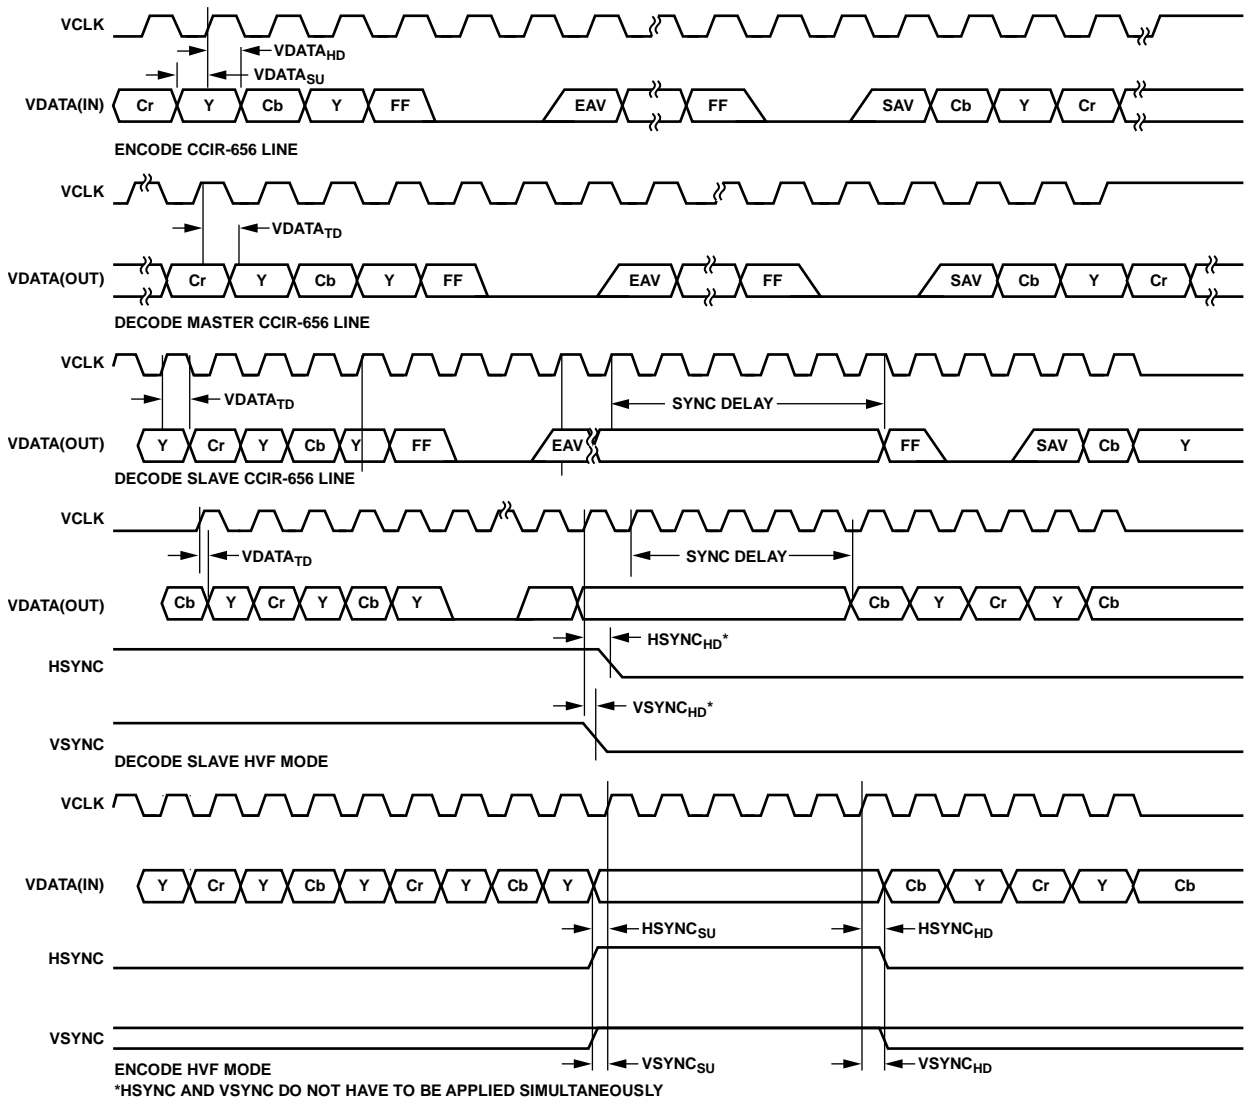 VCLK
VDATA_HD
VDATA_SU
VDATA(IN) Cr Y Cb Y FF EAV FF SAV Cb Y Cr
ENCODE CCIR-656 LINE
VCLK
VDATA_TD
VDATA(OUT) Cr Y Cb Y FF EAV FF SAV Cb Y Cr
DECODE MASTER CCIR-656 LINE
VCLK
VDATA_TD SYNC DELAY
VDATA(OUT) Y Cr Y Cb Y FF EAV FF SAV Cb Y
DECODE SLAVE CCIR-656 LINE
VCLK
VDATA_TD SYNC DELAY
VDATA(OUT) Cb Y Cr Y Cb Y Cb Y Cr Y Cb
HSYNC_HD*
HSYNC
VSYNC_HD*
VSYNC
DECODE SLAVE HVF MODE
VCLK
VDATA(IN) Y Cr Y Cb Y Cr Y Cb Y Cb Y Cr Y Cb
HSYNC_SU HSYNC_HD
HSYNC
VSYNC
VSYNC_SU VSYNC_HD
ENCODE HVF MODE
*HSYNC AND VSYNC DO NOT HAVE TO BE APPLIED SIMULTANEOUSLY